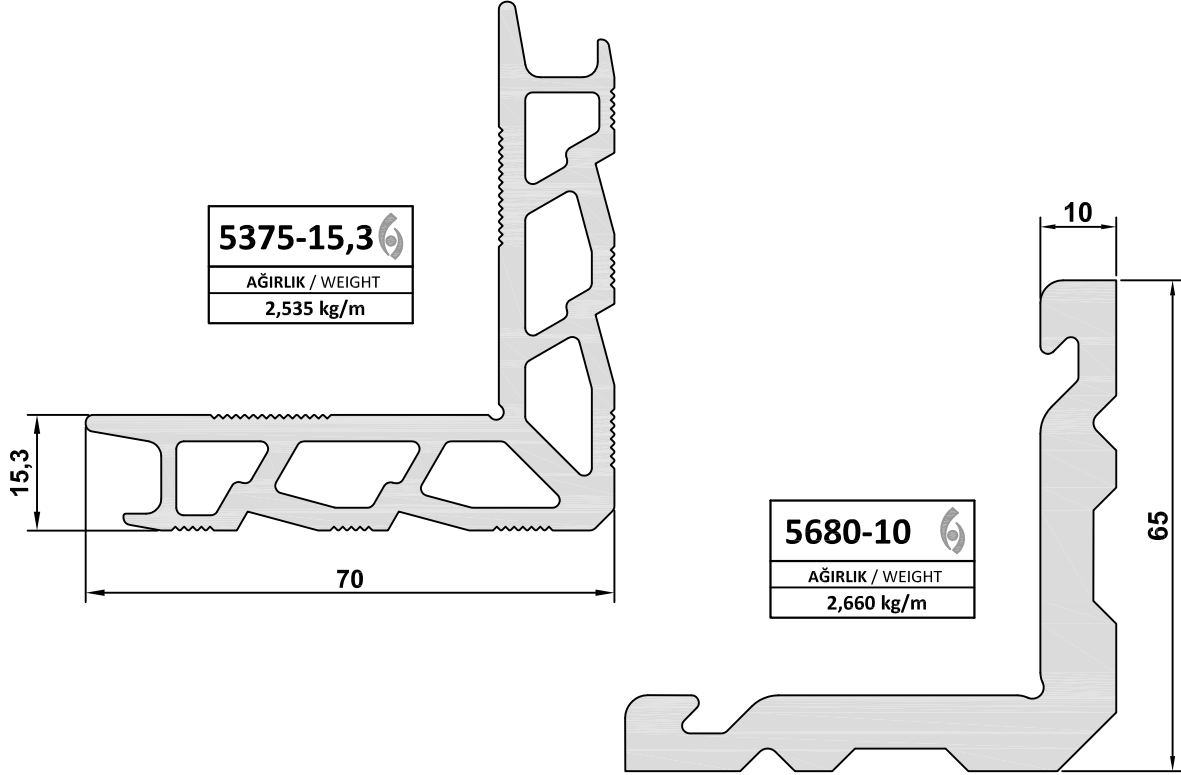 5375-15,3
AĞIRLIK / WEIGHT
2,535 kg/m
15,3
70
10
65
5680-10
AĞIRLIK / WEIGHT
2,660 kg/m